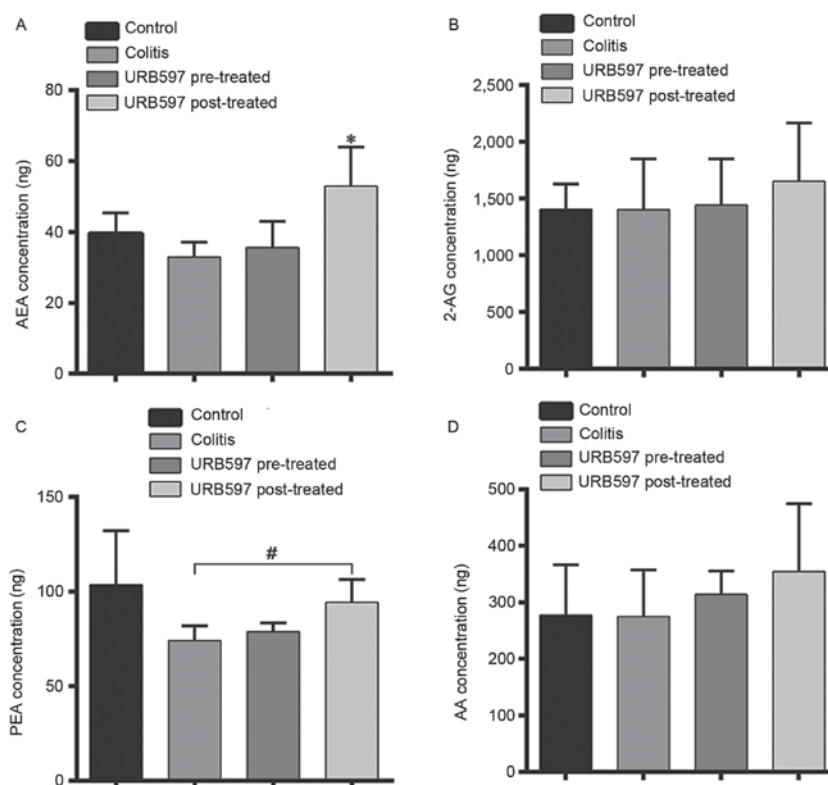 A
Control
Colitis
URB597 pre-treated
URB597 post-treated
80
60
40
20
0
AEA concentration (ng)
*
B
Control
Colitis
URB597 pre-treated
URB597 post-treated
2,500
2,000
1,500
1,000
500
0
2-AG concentration (ng)
C
Control
Colitis
URB597 pre-treated
URB597 post-treated
150
100
50
0
PEA concentration (ng)
#
D
Control
Colitis
URB597 pre-treated
URB597 post-treated
500
400
300
200
100
0
AA concentration (ng)